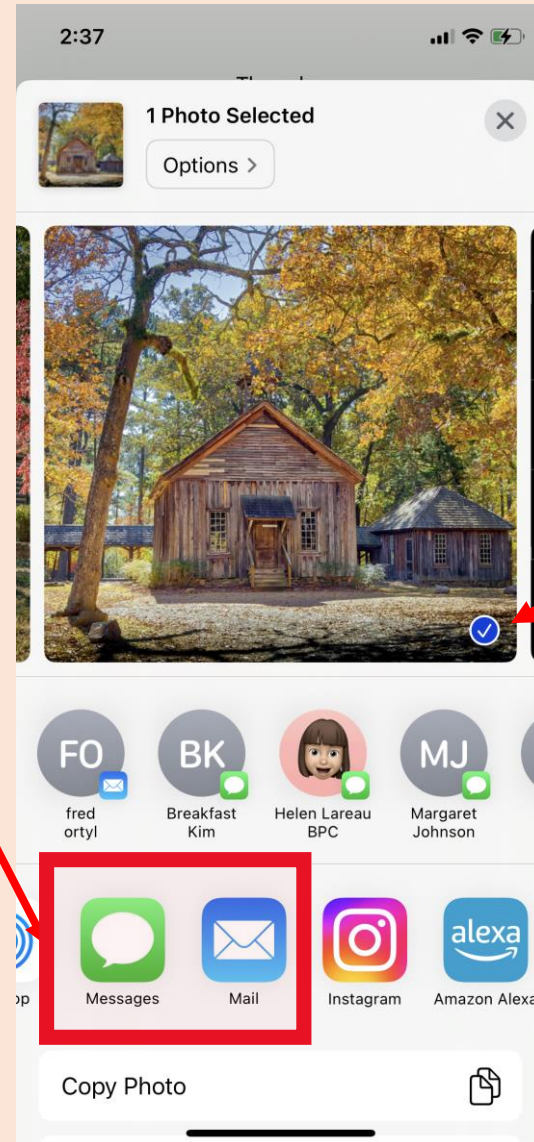 2:37
1 Photo Selected
Options >
FO
BK
MJ
fred
ortyl
Breakfast
Kim
Helen Lareau
BPC
Margaret
Johnson
alexa
Messages
Mail
Instagram
Amazon Alexa
Copy Photo